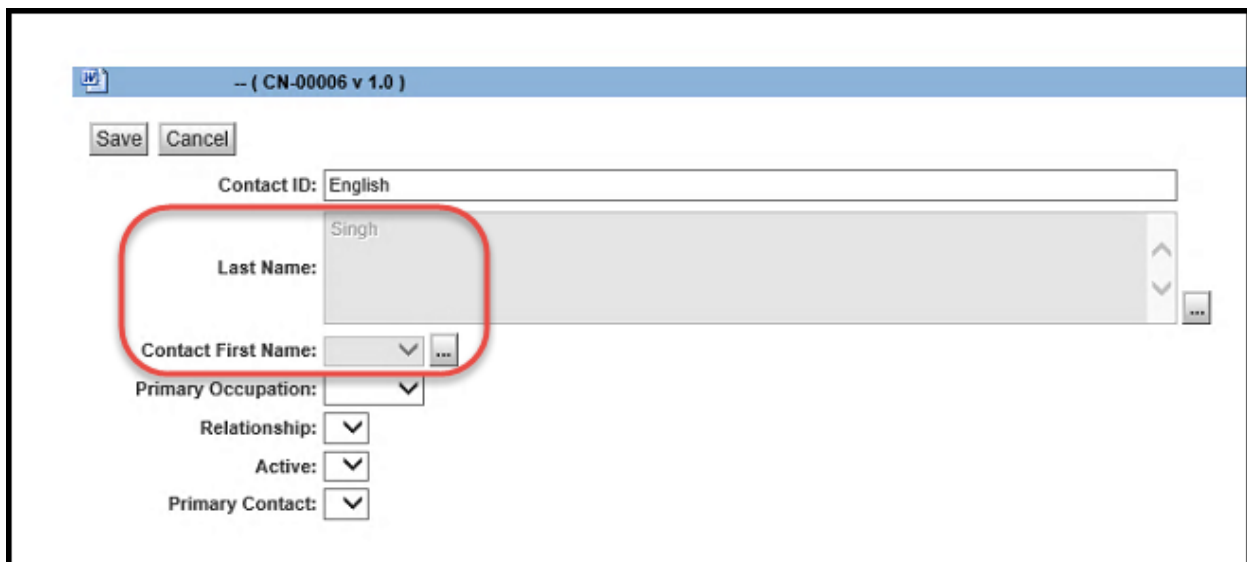 -- ( CN-00006 v 1.0 )
Save Cancel
Contact ID: English
Singh
Last Name:
...
Contact First Name: ...
Primary Occupation:
Relationship:
Active:
Primary Contact: